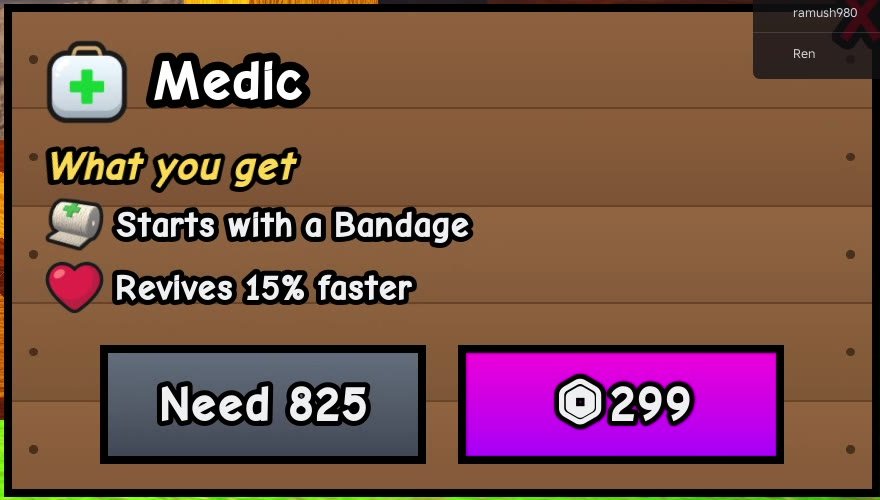 ramush980
Ren
Medic
What you get
Starts with a Bandage
Revives 15% faster
Need 825
299